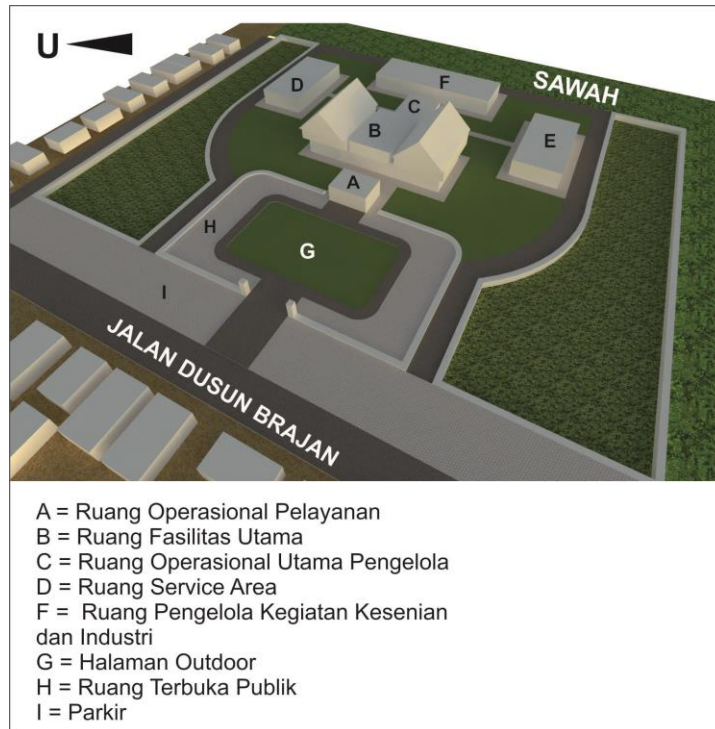 U
SAWAH
D
F
C
B
E
A
H
G
I
JALAN DUSUN BRAJAN
A = Ruang Operasional Pelayanan
B = Ruang Fasilitas Utama
C = Ruang Operasional Utama Pengelola
D = Ruang Service Area
F = Ruang Pengelola Kegiatan Kesenian
dan Industri
G = Halaman Outdoor
H = Ruang Terbuka Publik
I = Parkir